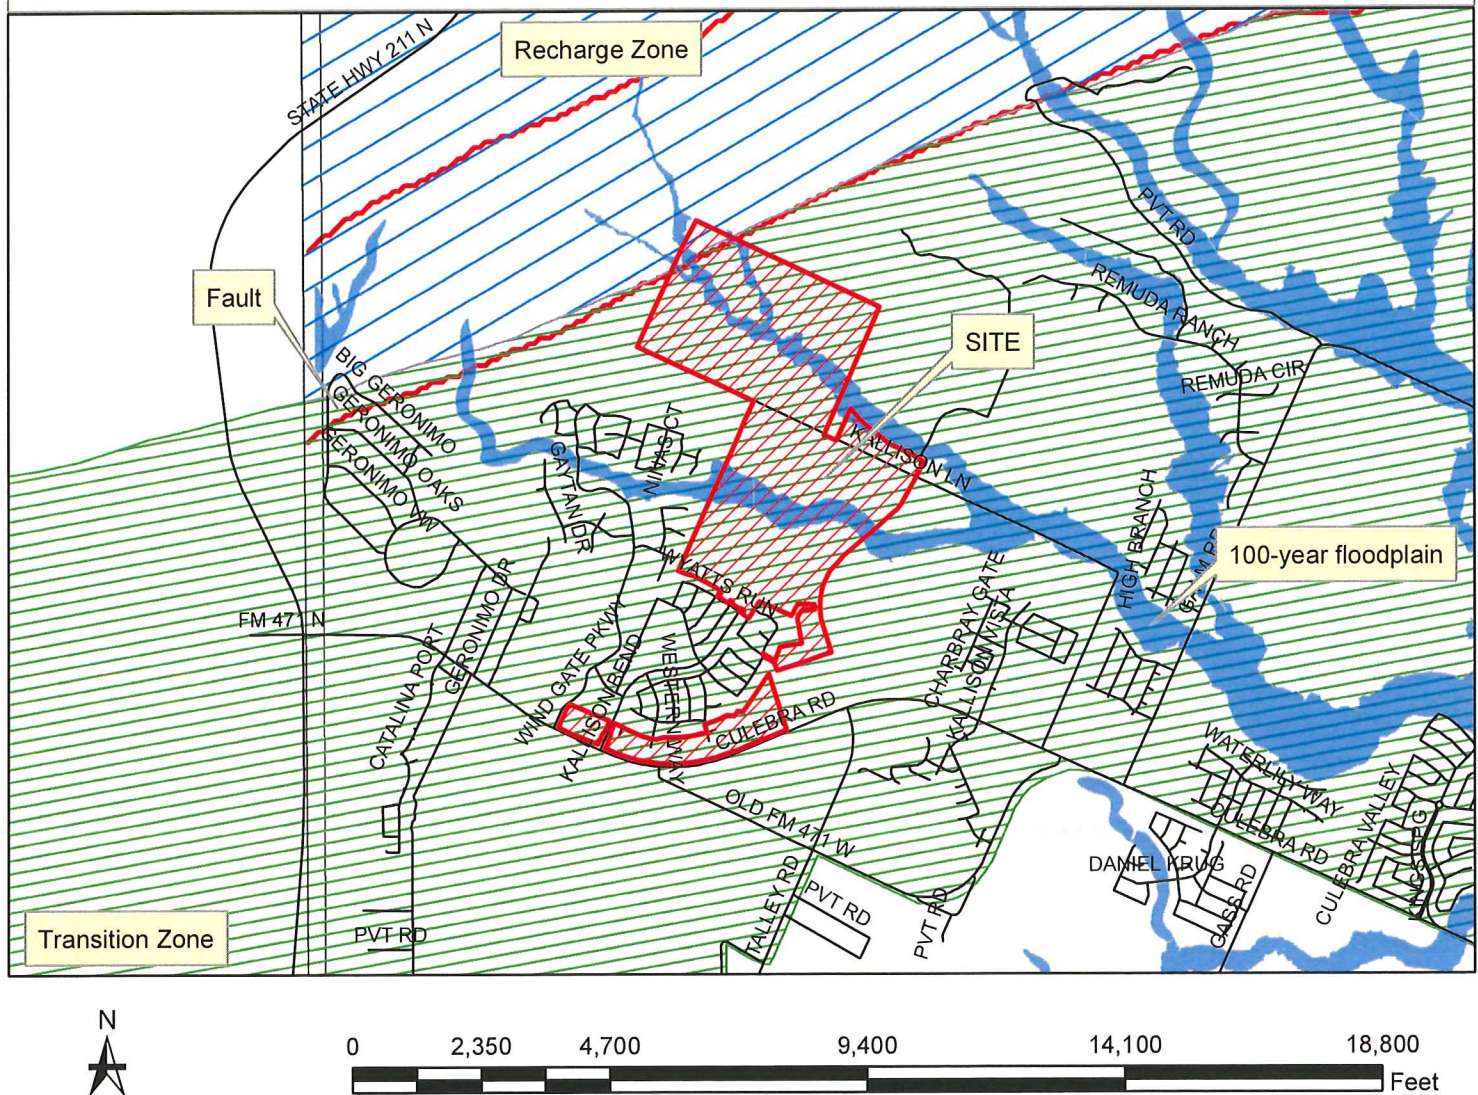 STATE HWY 211 N
Recharge Zone
PVT RD
Fault
REMUDA RANCH
SITE
BIG GERONIMO
GERONIMO OAKS
GERONIMO VW
REMUDA CIR
NINAS CT
GAYTAN DR
KALLISON LN
HIGH BRANCH
100-year floodplain
WYATTS RUN
FM 471 N
GERONIMO DR
CATALINA PORT
WIND GATE PKWY
KALLISON BEND
WESTERN WAY
CULEBRA RD
CHARBRAY GATE
KALLISON VISTA
WATERLILY WAY
CULEBRA RD
CULEBRA VALLEY
OLD FM 471 W
DANIEL KRUG
GASS RD
TALLEY RD
PVT RD
PVT RD
PVT RD
Transition Zone
N
0 2,350 4,700 9,400 14,100 18,800
Feet